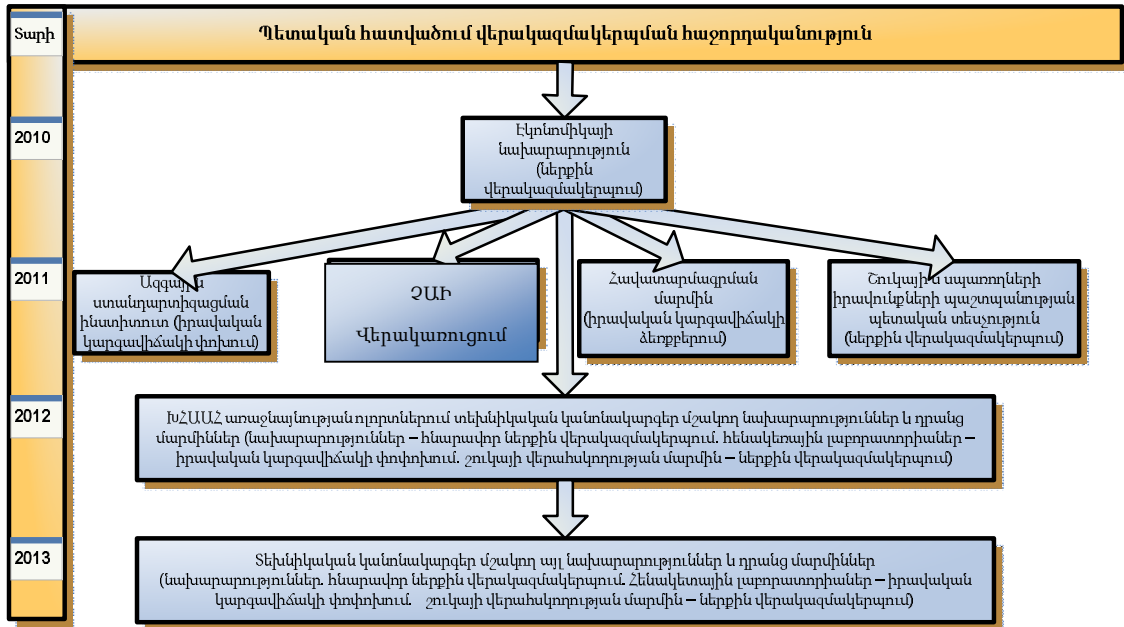 Տարի
Պետական հատվածում վերակազմակերպման հաջորդականություն
2010
Էկոնոմիկայի
նախարարություն
(ներքին
վերակազմակերպում)
2011
Ազգային
ստանդարտիզացման
ինստիտուտ (իրավական
կարգավիճակի փոխում)
ՉԱԻ
Վերակառուցում
Հավատարմագրման
մարմին
(իրավական կարգավիճակի
ձեռքբերում)
Շուկայի և սպառողների
իրավունքների պաշտպանության
պետական տեսչություն
(ներքին վերակազմակերպում)
2012
ԽՀԱԱՀ առաջնայնության ոլորտներում տեխնիկական կանոնակարգեր մշակող նախարարություններ և դրանց
մարմիններ (նախարարություններ – հնարավոր ներքին վերակազմակերպում. հենակետային լաբորատորիաներ –
իրավական կարգավիճակի փոփոխում. շուկայի վերահսկողության մարմին – ներքին վերակազմակերպում)
2013
Տեխնիկական կանոնակարգեր մշակող այլ նախարարություններ և դրանց մարմիններ
(նախարարություններ. հնարավոր ներքին վերակազմակերպում. Հենակետային լաբորատորիաներ – իրավական
կարգավիճակի փոփոխում. շուկայի վերահսկողության մարմին – ներքին վերակազմակերպում)